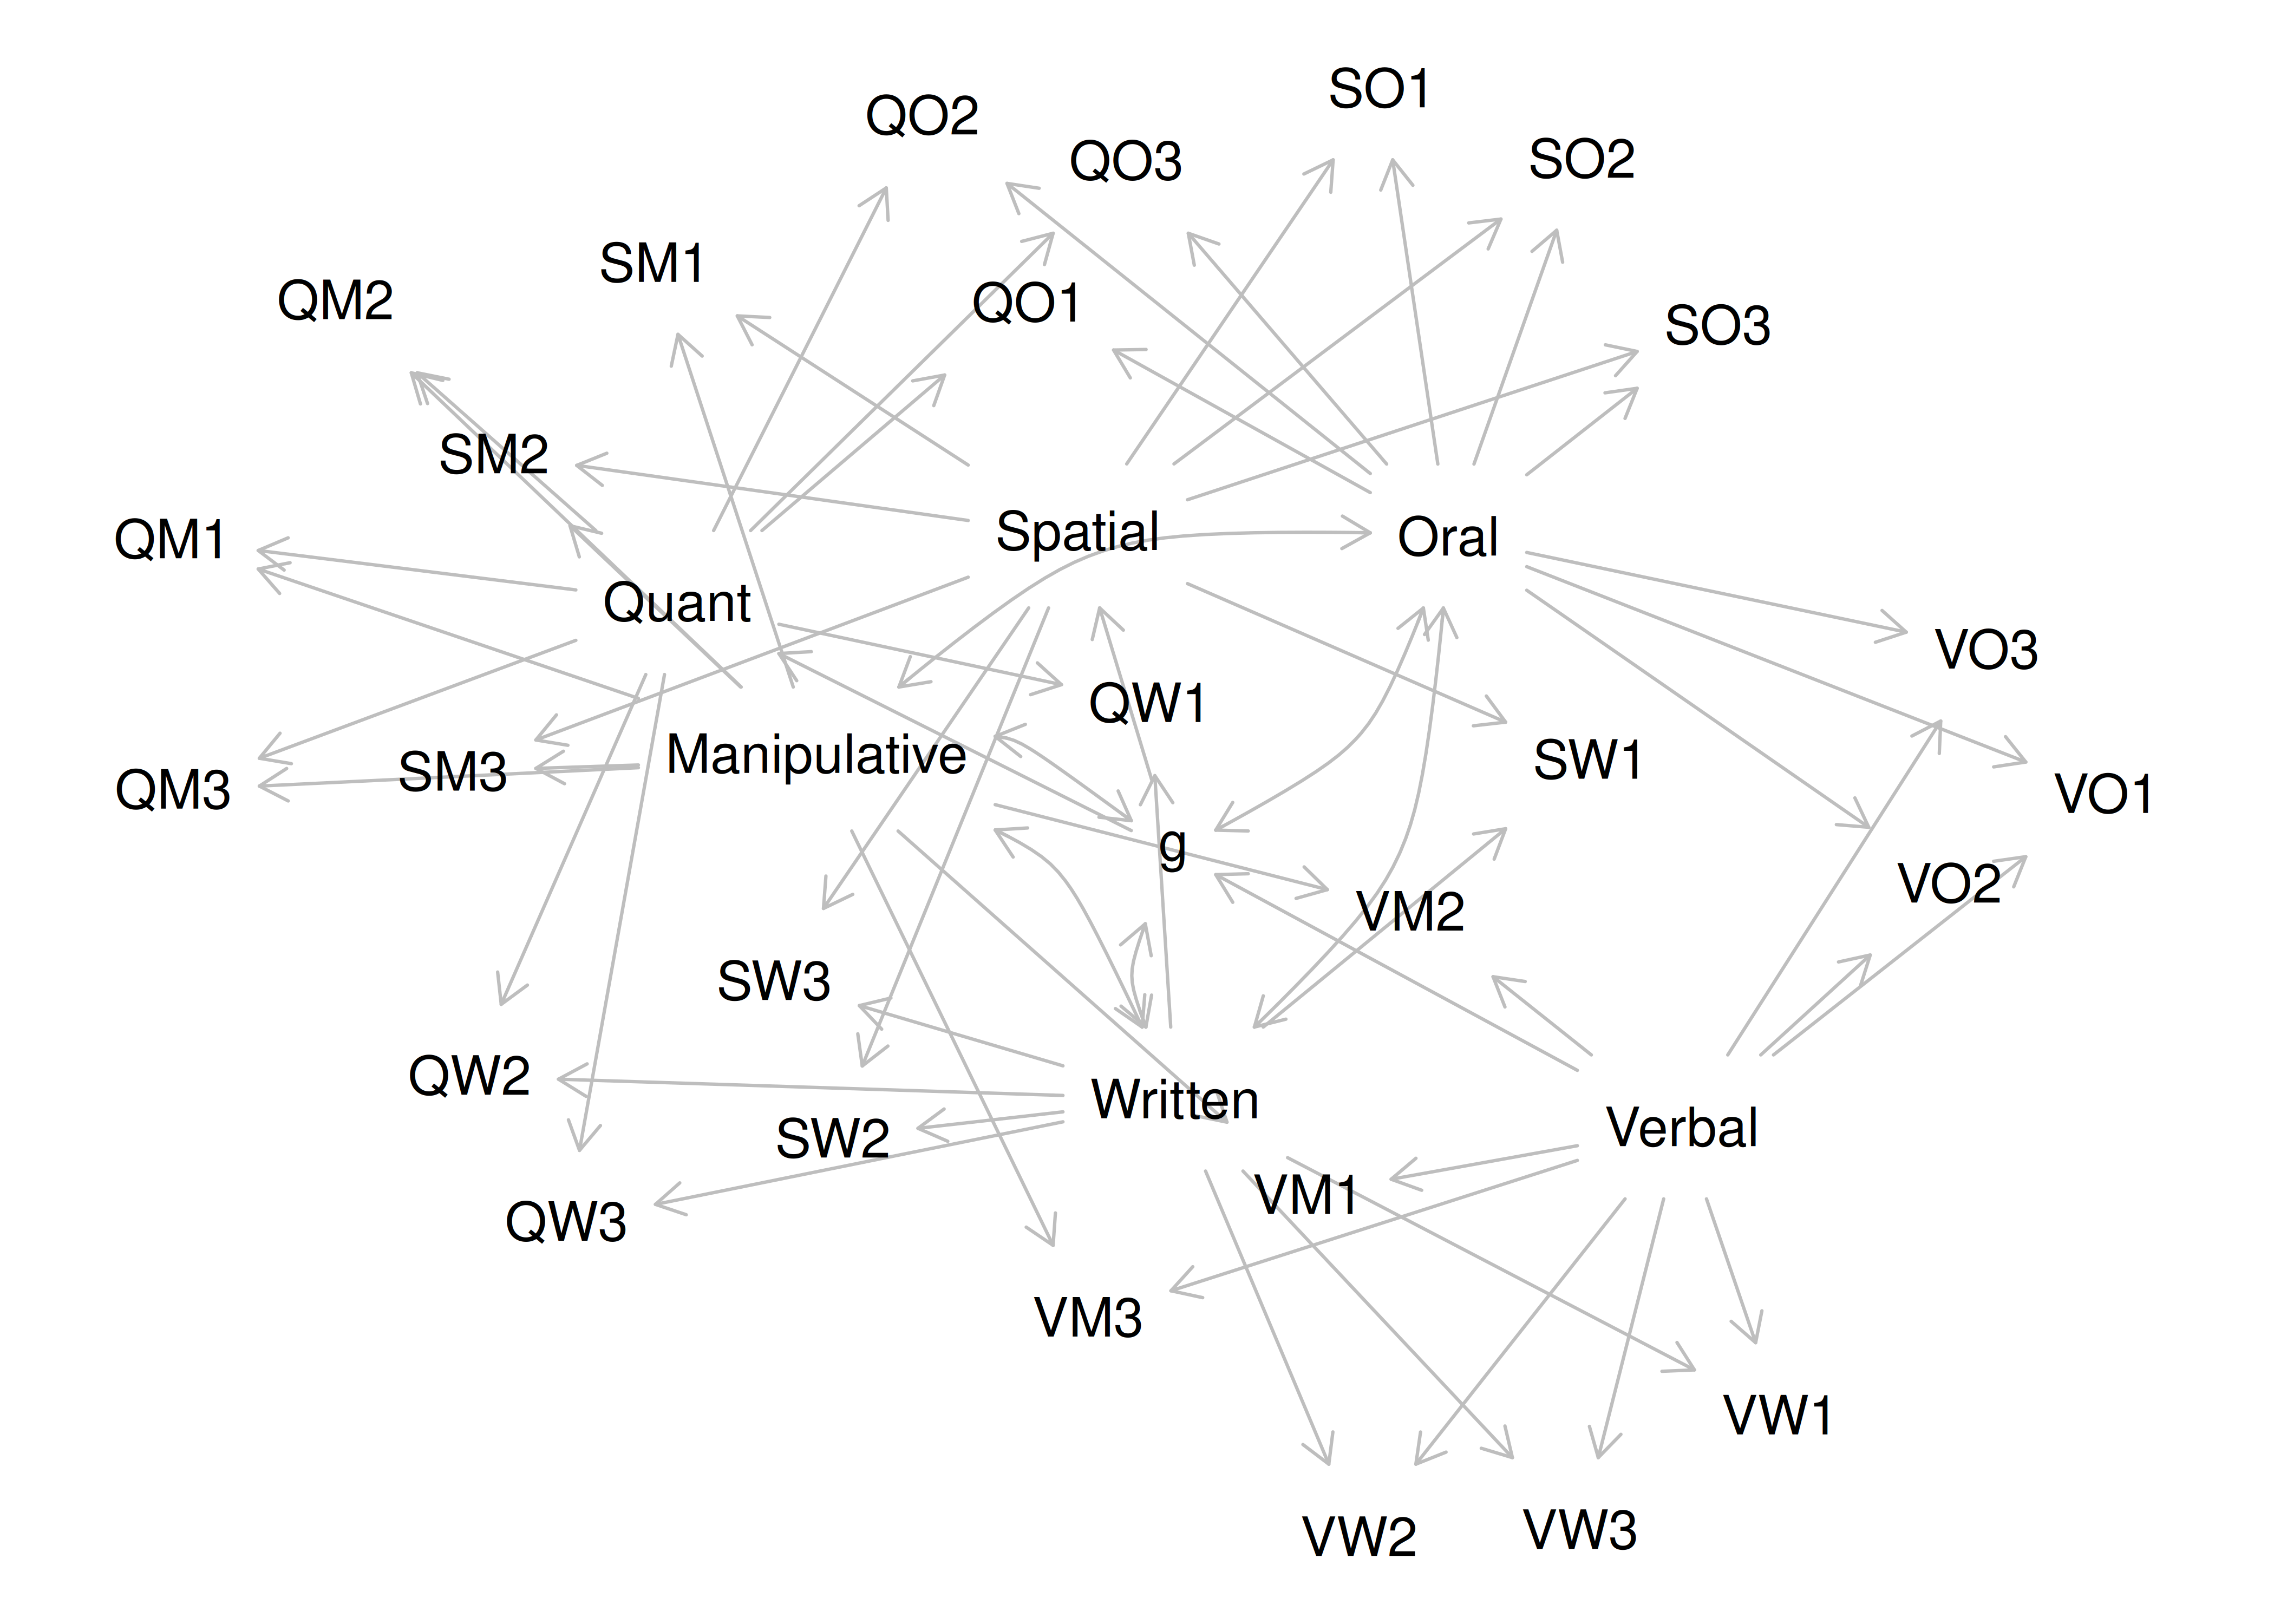 SO1
QO2
SO2
QO3
SM1
QM2
QO1
SO3
SM2
Spatial
Oral
QM1
Quant
VO3
QW1
Manipulative
SW1
SM3
QM3
VO1
g
VO2
VM2
SW3
QW2
Written
Verbal
SW2
VM1
QW3
VM3
VW1
VW3
VW2